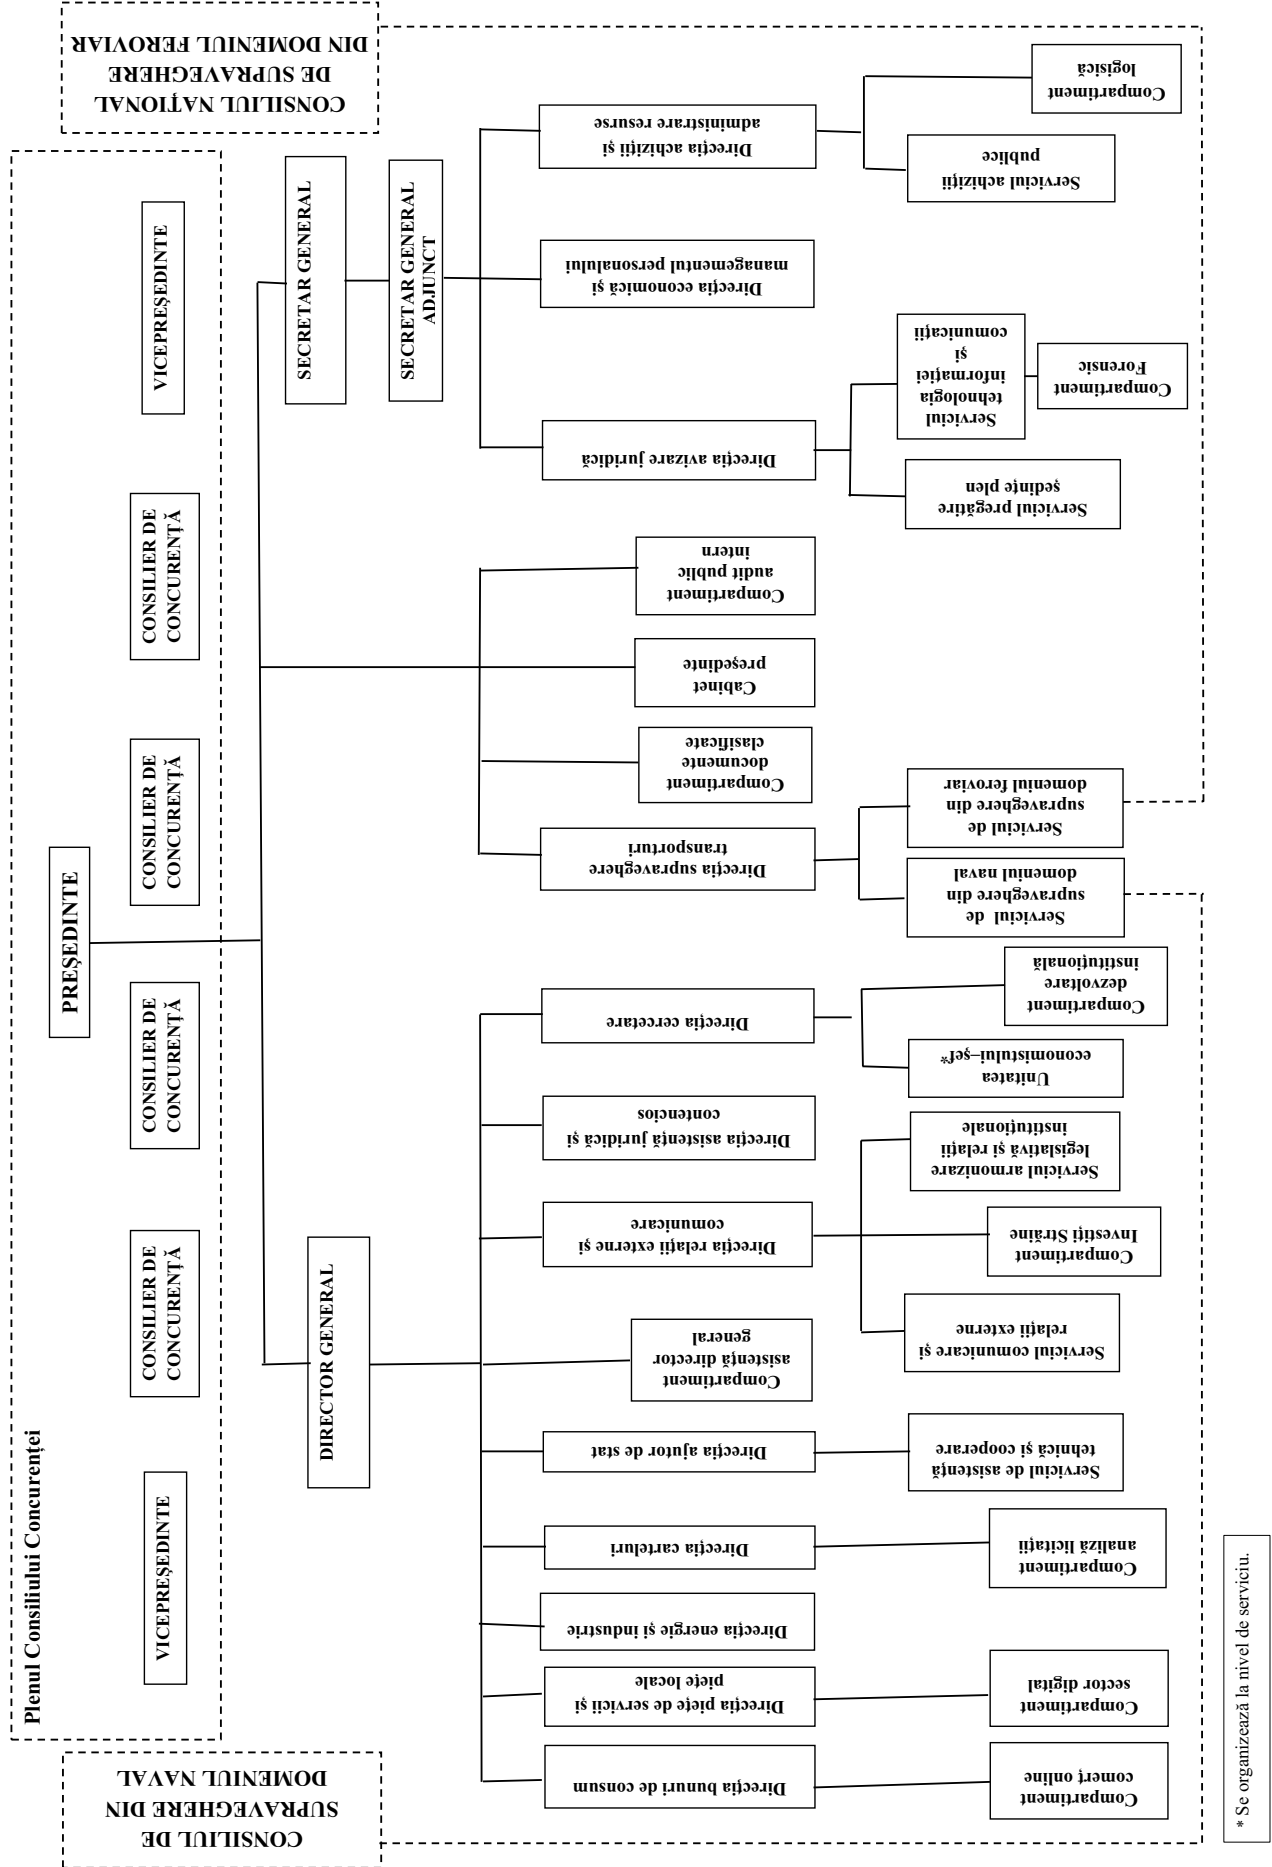 Plenul Consiliului Concurenței
PREȘEDINTE
VICEPREȘEDINTE
CONSILIER DE
CONCURENȚĂ
CONSILIER DE
CONCURENȚĂ
CONSILIER DE
CONCURENȚĂ
CONSILIER DE
CONCURENȚĂ
VICEPREȘEDINTE
CONSILIUL DE
SUPRAVEGHERE DIN
DOMENIUL NAVAL
CONSILIUL NAȚIONAL
DE SUPRAVEGHERE
DIN DOMENIUL FEROVIAR
DIRECTOR GENERAL
SECRETAR GENERAL
SECRETAR GENERAL
ADJUNCT
Direcția bunuri de consum
Direcția piețe de servicii și
piețe locale
Direcția energie și industrie
Direcția carteluri
Direcția ajutor de stat
Compartiment
asistență director
general
Direcția relații externe și
comunicare
Direcția asistență juridică și
contencios
Direcția cercetare
Direcția supraveghere
transporturi
Compartiment
documente
clasificate
Cabinet
președinte
Compartiment
audit public
intern
Direcția avizare juridică
Direcția economică și
managementul personalului
Direcția achiziții și
administrare resurse
Compartiment
comerț online
Compartiment
sector digital
Compartiment
analiză licitații
Serviciul de asistență
tehnică și cooperare
Serviciul comunicare și
relații externe
Compartiment
Investiți Străine
Serviciul armonizare
legislativă și relații
instituționale
Unitatea
economistului–șef*
Compartiment
dezvoltare
instituțională
Serviciul de
supraveghere din
domeniul naval
Serviciul de
supraveghere din
domeniul feroviar
Serviciul pregătire
ședințe plen
Serviciul
tehnologia
informației
și
comunicații
Compartiment
Forensic
Serviciul achiziții
publice
Compartiment
logisică
* Se organizează la nivel de serviciu.